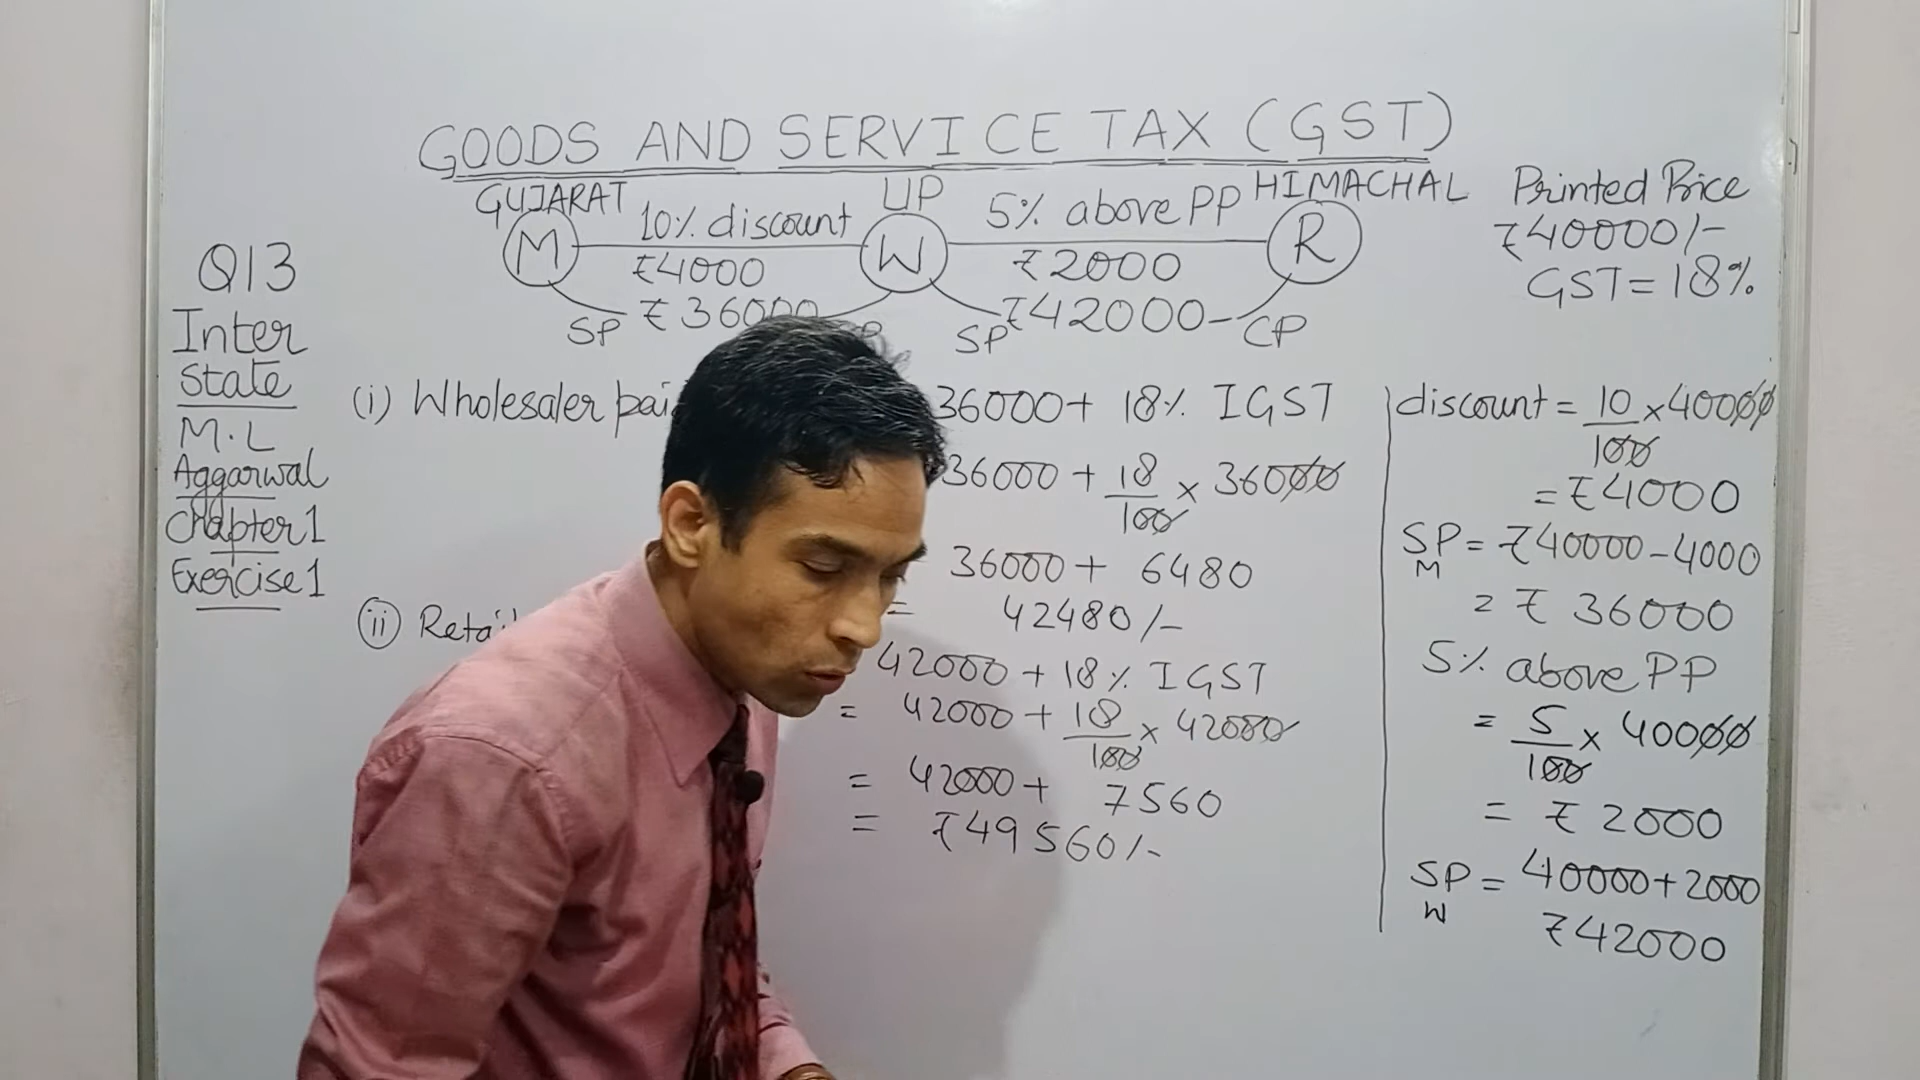 GOODS AND SERVICE TAX (GST)
GUJARAT UP HIMACHAL
M 10% discount W 5% above PP R
₹4000 ₹2000
SP ₹36000 SP ₹42000 CP
Printed Price
₹40000/-
GST = 18%
Q13
Inter
State
M.L
Aggarwal
Chapter 1
Exercise 1
(i) Wholesaler 36000 + 18% IGST
36000 + 18/100 × 36000
36000 + 6480
= 42480/-
(ii)
42000 + 18% IGST
= 42000 + 18/100 × 42000
= 42000 + 7560
= ₹49560/-
discount = 10/100 × 40000
= ₹4000
SP M = ₹40000 - 4000
= ₹36000
5% above PP
= 5/100 × 40000
= ₹2000
SP W = 40000 + 2000
₹42000